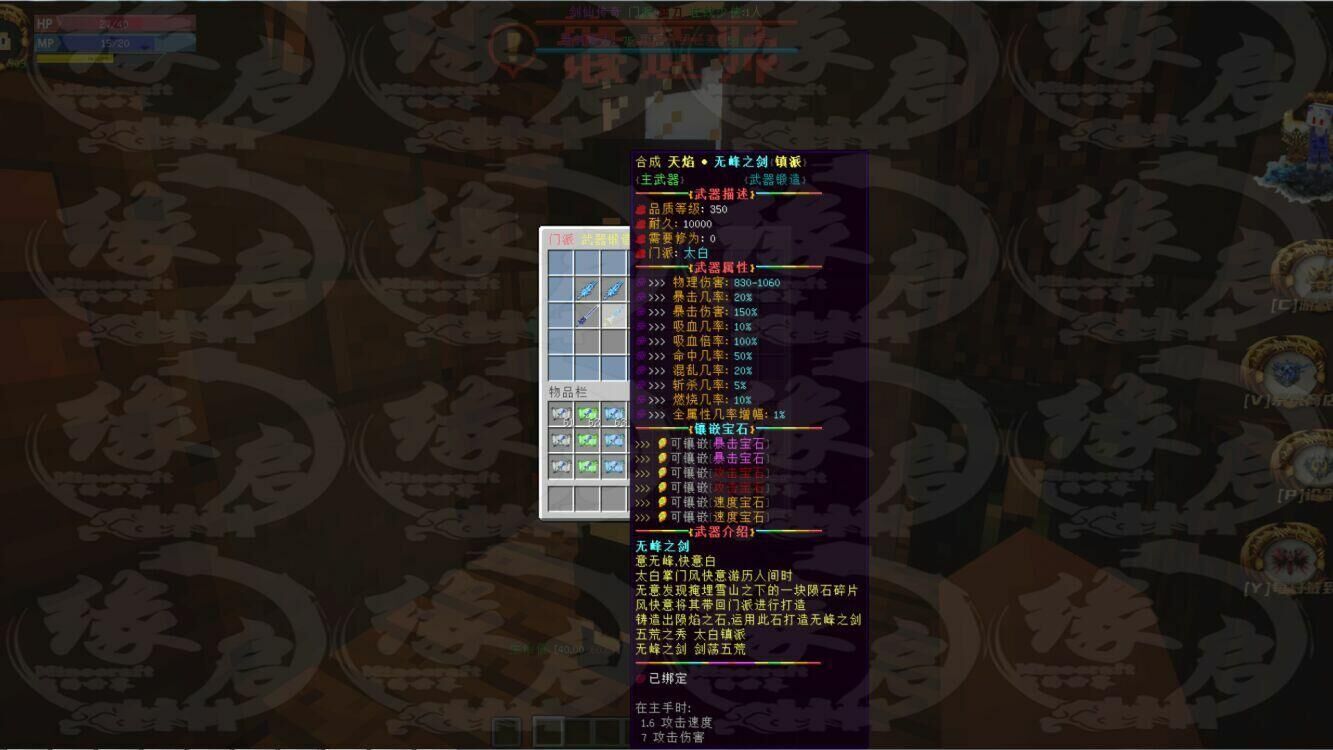 HP 24/40
MP 15/20
合成 天焰 • 无峰之剑 镇派
主武器
武器锻造
武器描述
品质等级: 350
耐久: 10000
需要修为: 0
门派: 太白
武器属性
>>> 物理伤害: 830-1060
>>> 暴击几率: 20%
>>> 暴击伤害: 150%
>>> 吸血几率: 10%
>>> 吸血倍率: 100%
>>> 命中几率: 50%
>>> 混乱几率: 20%
>>> 斩杀几率: 5%
>>> 燃烧几率: 10%
>>> 全属性几率增幅: 1%
镶嵌宝石
>>> 可镶嵌[暴击宝石]
>>> 可镶嵌[暴击宝石]
>>> 可镶嵌[攻击宝石]
>>> 可镶嵌[攻击宝石]
>>> 可镶嵌[速度宝石]
>>> 可镶嵌[速度宝石]
武器介绍
无峰之剑
意无峰,快意白
太白掌门风快意游历人间时
无意发现掩埋雪山之下的一块陨石碎片
风快意将其带回门派进行打造
铸造出陨焰之石,运用此石打造无峰之剑
五荒之秀 太白镇派
无峰之剑 剑荡五荒
已绑定
在主手时:
1.6 攻击速度
7 攻击伤害
门派 武器锻造
物品栏
缘启
Minecraft
[C]
[V]
[P]
[Y]